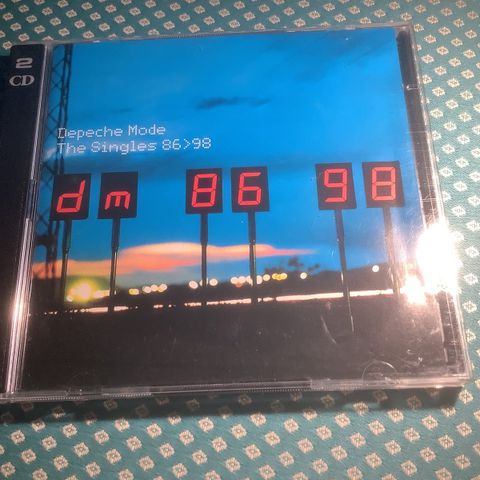 2
CD
Depeche Mode
The Singles 86>98
dm 86 98